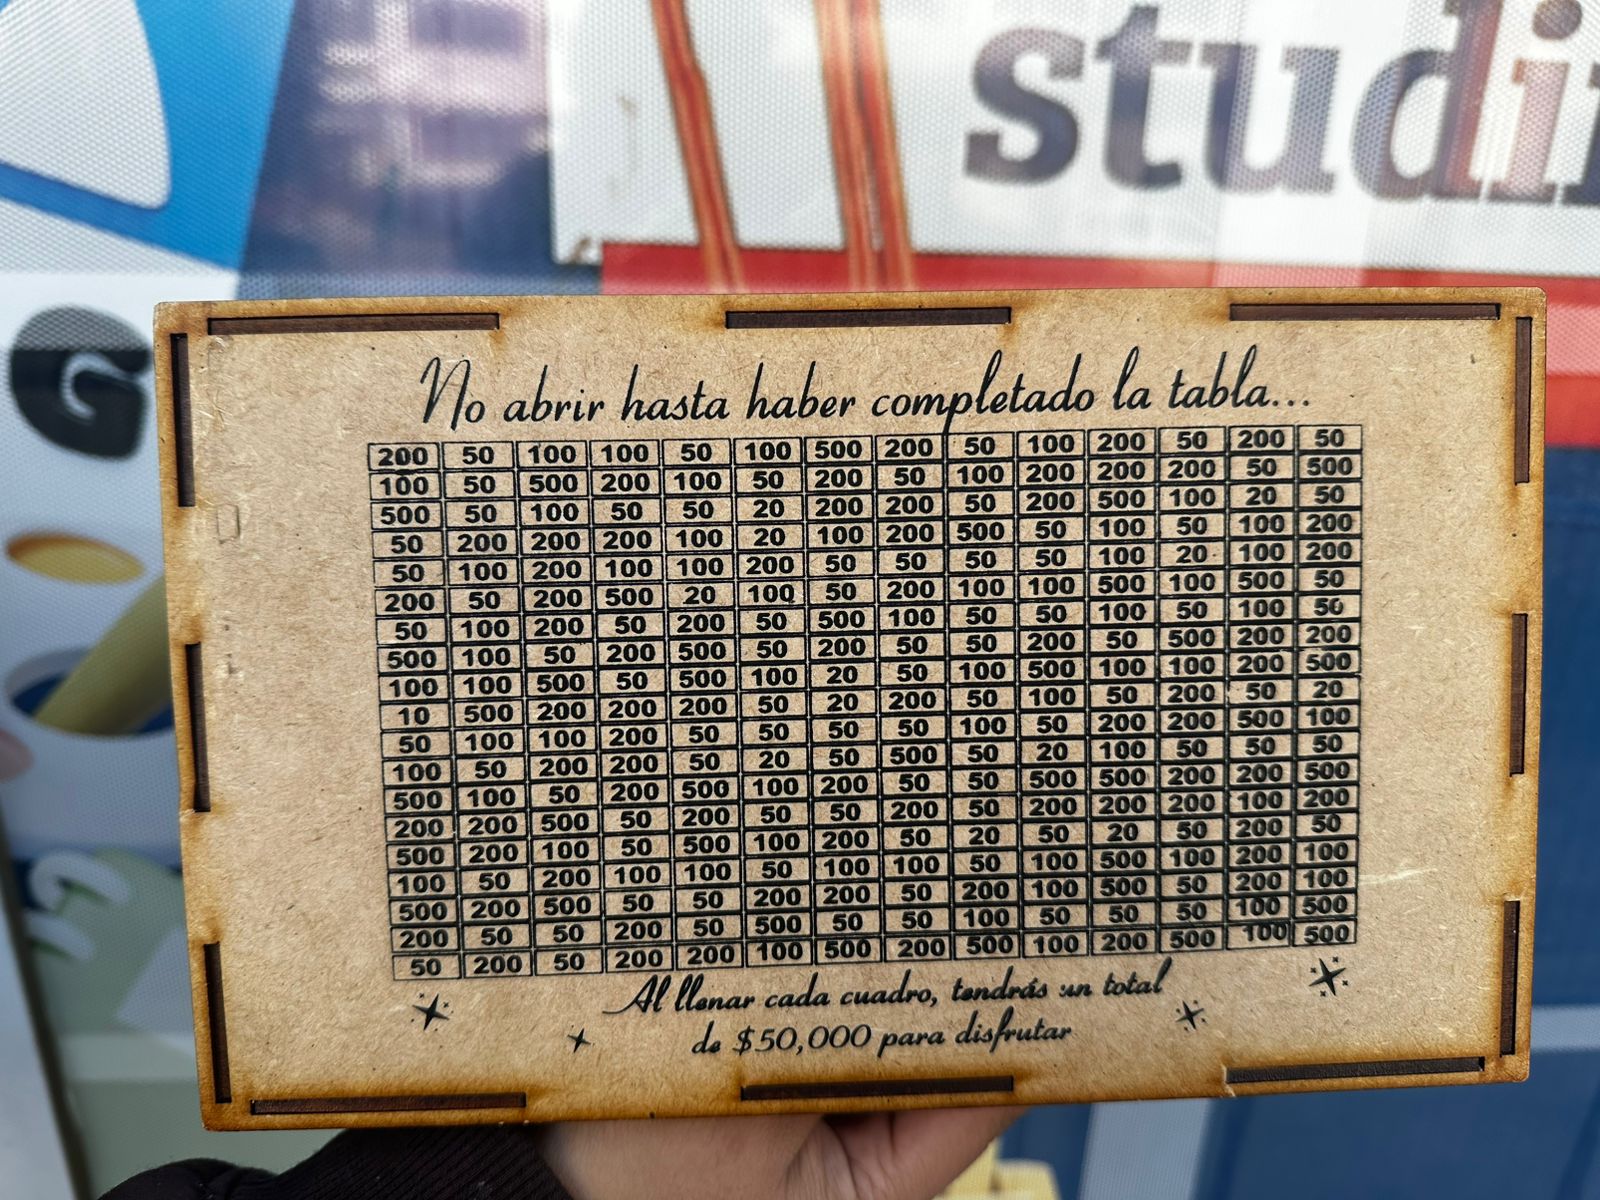 studi
G
No abrir hasta haber completado la tabla...
200 50 100 100 50 100 500 200 50 100 200 50 200 50
100 50 500 200 100 50 200 50 100 200 200 200 50 500
500 50 100 50 50 20 200 200 50 200 500 100 20 50
50 200 200 200 100 20 100 200 500 50 100 50 100 200
50 100 200 100 100 200 50 50 50 50 100 20 100 200
200 50 200 500 20 100 50 200 100 100 500 100 500 50
50 100 200 50 200 50 500 100 50 50 100 50 100 50
500 100 50 200 500 50 200 50 50 200 50 500 200 200
100 100 500 50 500 100 20 50 100 500 100 100 200 500
10 500 200 200 200 50 20 200 50 100 50 200 50 20
50 100 100 200 50 50 50 50 100 50 200 200 500 100
100 50 200 200 50 20 50 500 50 20 100 50 50 50
500 100 50 200 500 100 200 50 50 500 500 200 200 500
200 200 500 50 200 50 50 200 50 200 200 200 100 200
500 200 100 50 500 100 200 50 20 50 20 50 200 50
100 50 200 100 100 50 100 100 50 100 500 100 200 100
500 200 500 50 50 200 200 50 200 100 500 50 200 100
200 50 50 200 50 500 50 50 100 50 50 50 100 500
50 200 50 200 200 100 500 200 500 100 200 500 100 500
Al llenar cada cuadro, tendrás un total
de $50,000 para disfrutar